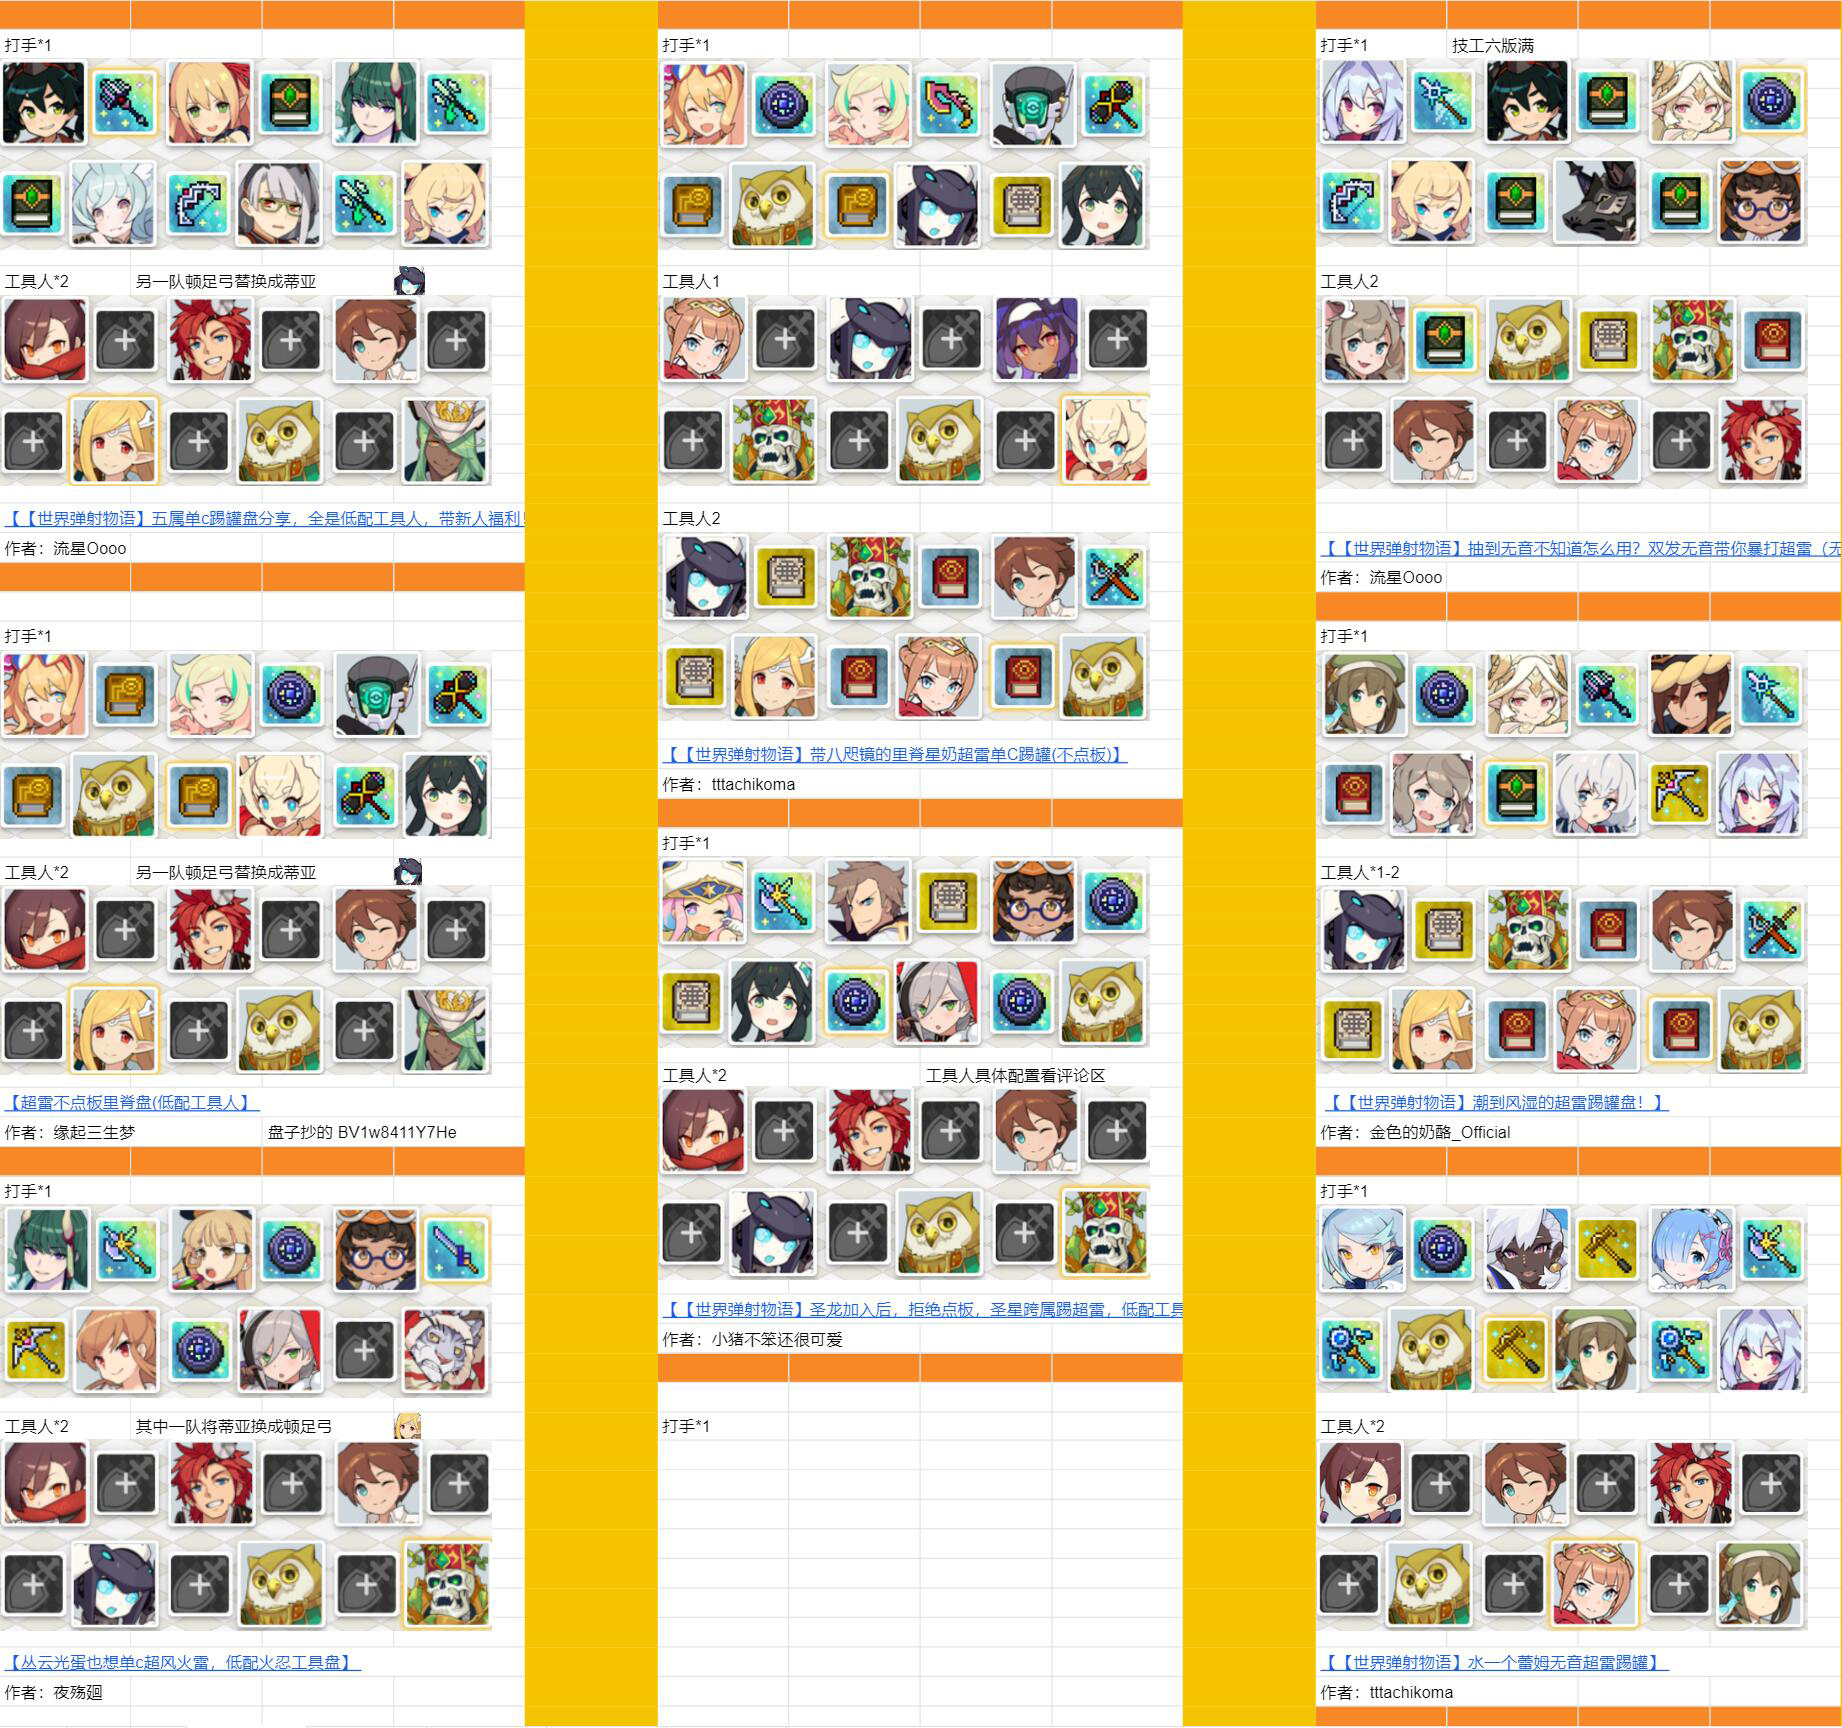 打手*1
工具人*2 另一队顿足弓替换成蒂亚
【【世界弹射物语】五属单c踢罐盘分享，全是低配工具人，带新人福利!
作者：流星Oooo
打手*1
工具人*2 另一队顿足弓替换成蒂亚
【超雷不点板里脊盘(低配工具人】
作者：缘起三生梦 盘子抄的 BV1w8411Y7He
打手*1
工具人*2 其中一队将蒂亚换成顿足弓
【丛云光蛋也想单c超风火雷，低配火忍工具盘】
作者：夜殇廻
打手*1
工具人1
工具人2
【【世界弹射物语】带八咫镜的里脊星奶超雷单C踢罐(不点板)】
作者：tttachikoma
打手*1
工具人*2 工具人具体配置看评论区
【【世界弹射物语】圣龙加入后，拒绝点板，圣星跨属踢超雷，低配工具
作者：小猪不笨还很可爱
打手*1
打手*1 技工六版满
工具人2
【【世界弹射物语】抽到无音不知道怎么用？双发无音带你暴打超雷（无
作者：流星Oooo
打手*1
工具人*1-2
【【世界弹射物语】潮到风湿的超雷踢罐盘！】
作者：金色的奶酪_Official
打手*1
工具人*2
【【世界弹射物语】水一个蕾姆无音超雷踢罐】
作者：tttachikoma